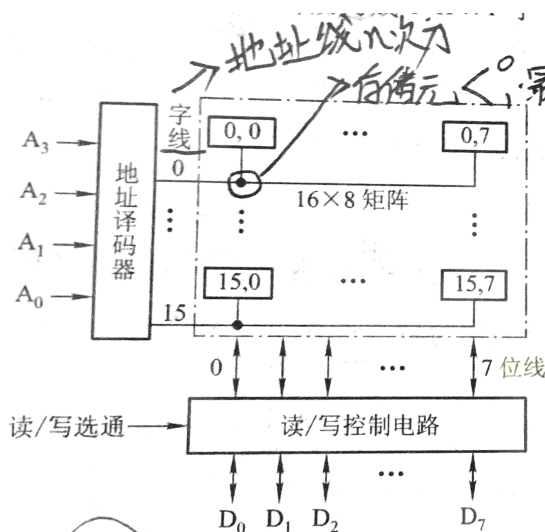 地址线n次方
存储元
字
线
0,0 … 0,7
A3
0
A2
16×8 矩阵
地址译码器
A1
A0
15,0 … 15,7
15
0 … 7 位线
读/写选通
读/写控制电路
D0 D1 D2 … D7